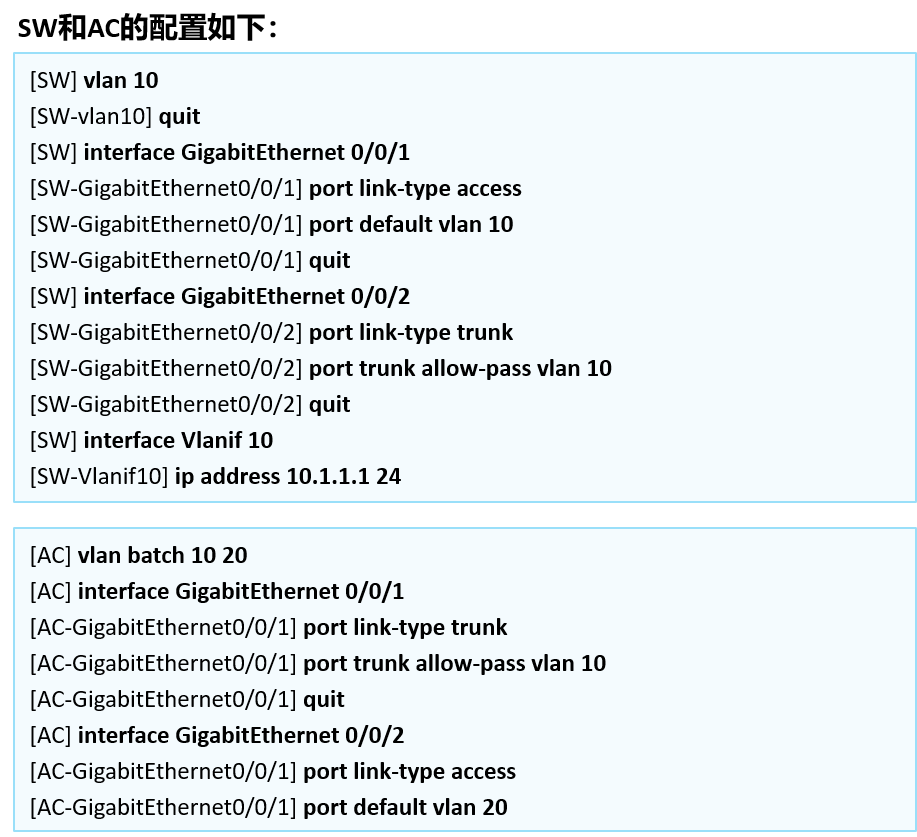 SW和AC的配置如下：
[SW] vlan 10
[SW-vlan10] quit
[SW] interface GigabitEthernet 0/0/1
[SW-GigabitEthernet0/0/1] port link-type access
[SW-GigabitEthernet0/0/1] port default vlan 10
[SW-GigabitEthernet0/0/1] quit
[SW] interface GigabitEthernet 0/0/2
[SW-GigabitEthernet0/0/2] port link-type trunk
[SW-GigabitEthernet0/0/2] port trunk allow-pass vlan 10
[SW-GigabitEthernet0/0/2] quit
[SW] interface Vlanif 10
[SW-Vlanif10] ip address 10.1.1.1 24
[AC] vlan batch 10 20
[AC] interface GigabitEthernet 0/0/1
[AC-GigabitEthernet0/0/1] port link-type trunk
[AC-GigabitEthernet0/0/1] port trunk allow-pass vlan 10
[AC-GigabitEthernet0/0/1] quit
[AC] interface GigabitEthernet 0/0/2
[AC-GigabitEthernet0/0/1] port link-type access
[AC-GigabitEthernet0/0/1] port default vlan 20